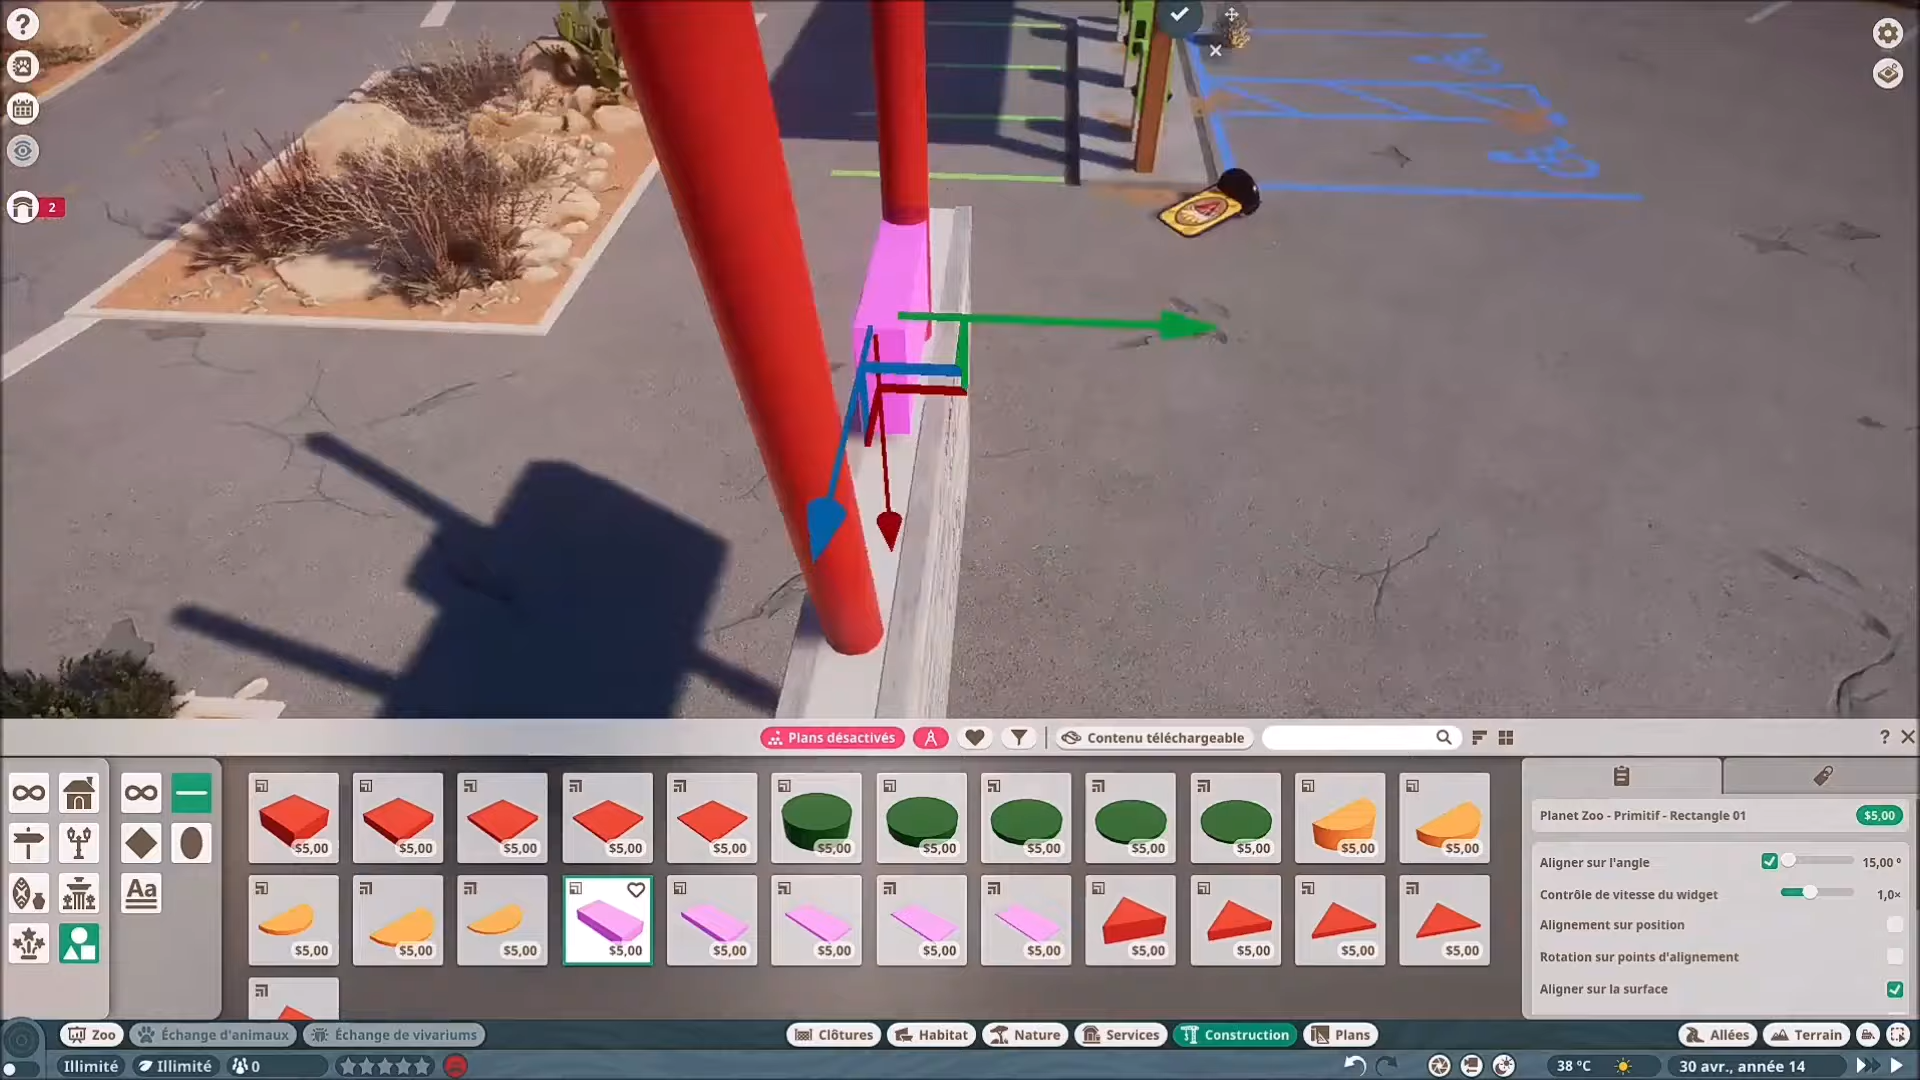 ?
2
Plans désactivés
Contenu téléchargeable
?
$5,00 $5,00 $5,00 $5,00 $5,00 $5,00 $5,00 $5,00 $5,00 $5,00 $5,00 $5,00
$5,00 $5,00 $5,00 $5,00 $5,00 $5,00 $5,00 $5,00 $5,00 $5,00 $5,00 $5,00
Aa
Planet Zoo - Primitif - Rectangle 01 $5,00
Aligner sur l'angle 15,00 °
Contrôle de vitesse du widget 1,0×
Alignement sur position
Rotation sur points d'alignement
Aligner sur la surface
Zoo Échange d'animaux Échange de vivariums Clôtures Habitat Nature Services Construction Plans Allées Terrain
Illimité Illimité 0 38 °C 30 avr., année 14